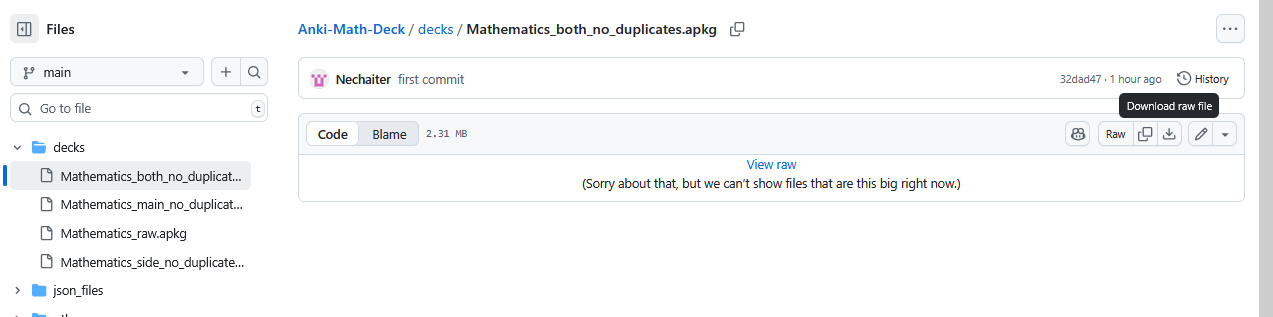 Files
main
Go to file
t
decks
Mathematics_both_no_duplicat...
Mathematics_main_no_duplicat...
Mathematics_raw.apkg
Mathematics_side_no_duplicate...
json_files
Anki-Math-Deck / decks / Mathematics_both_no_duplicates.apkg
Nechaiter first commit
32dad47 · 1 hour ago
History
Download raw file
Code
Blame
2.31 MB
Raw
View raw
(Sorry about that, but we can't show files that are this big right now.)